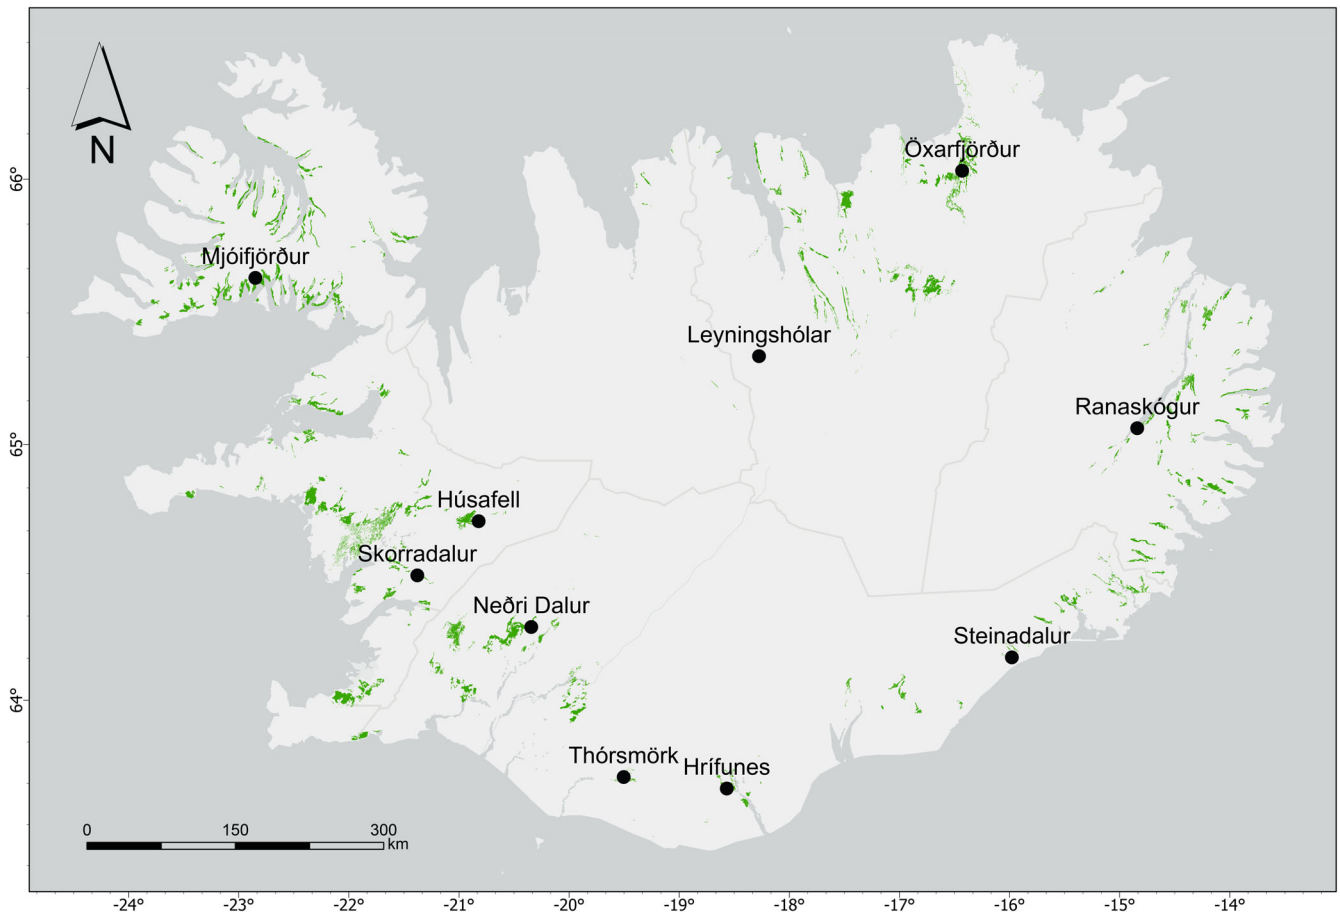 N
Öxarfjörður
66°
Mjóifjörður
Leyningshólar
Ranaskógur
65°
Húsafell
Skorradalur
Neðri Dalur
Steinadalur
64°
Thórsmörk
Hrífunes
0 150 300
km
-24° -23° -22° -21° -20° -19° -18° -17° -16° -15° -14°